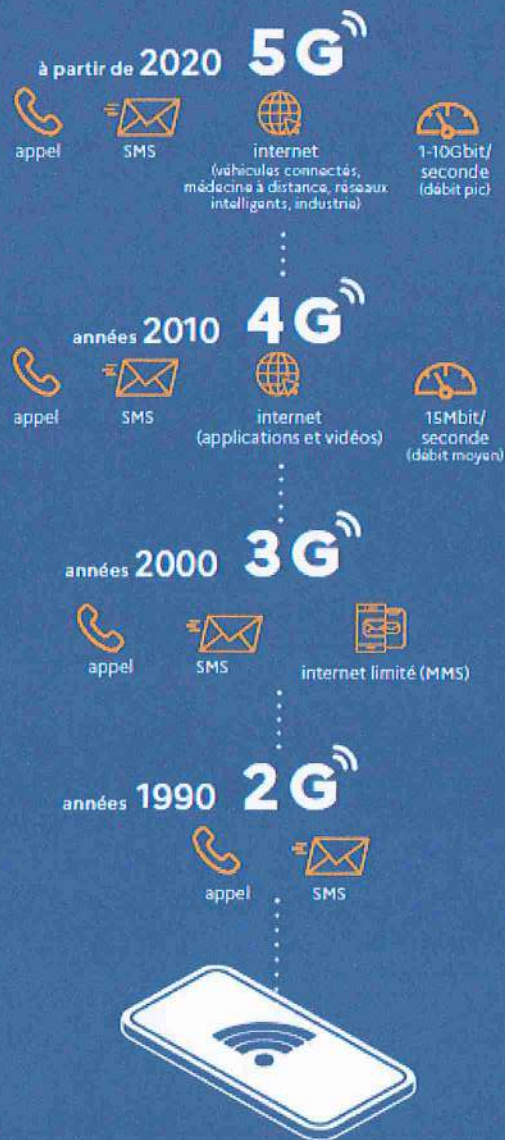 à partir de 2020 5G
appel
SMS
internet
(véhicules connectés,
médecine à distance, réseaux
intelligents, industrie)
1-10Gbit/
seconde
(débit pic)
années 2010 4G
appel
SMS
internet
(applications et vidéos)
15Mbit/
seconde
(débit moyen)
années 2000 3G
appel
SMS
internet limité (MMS)
années 1990 2G
appel
SMS